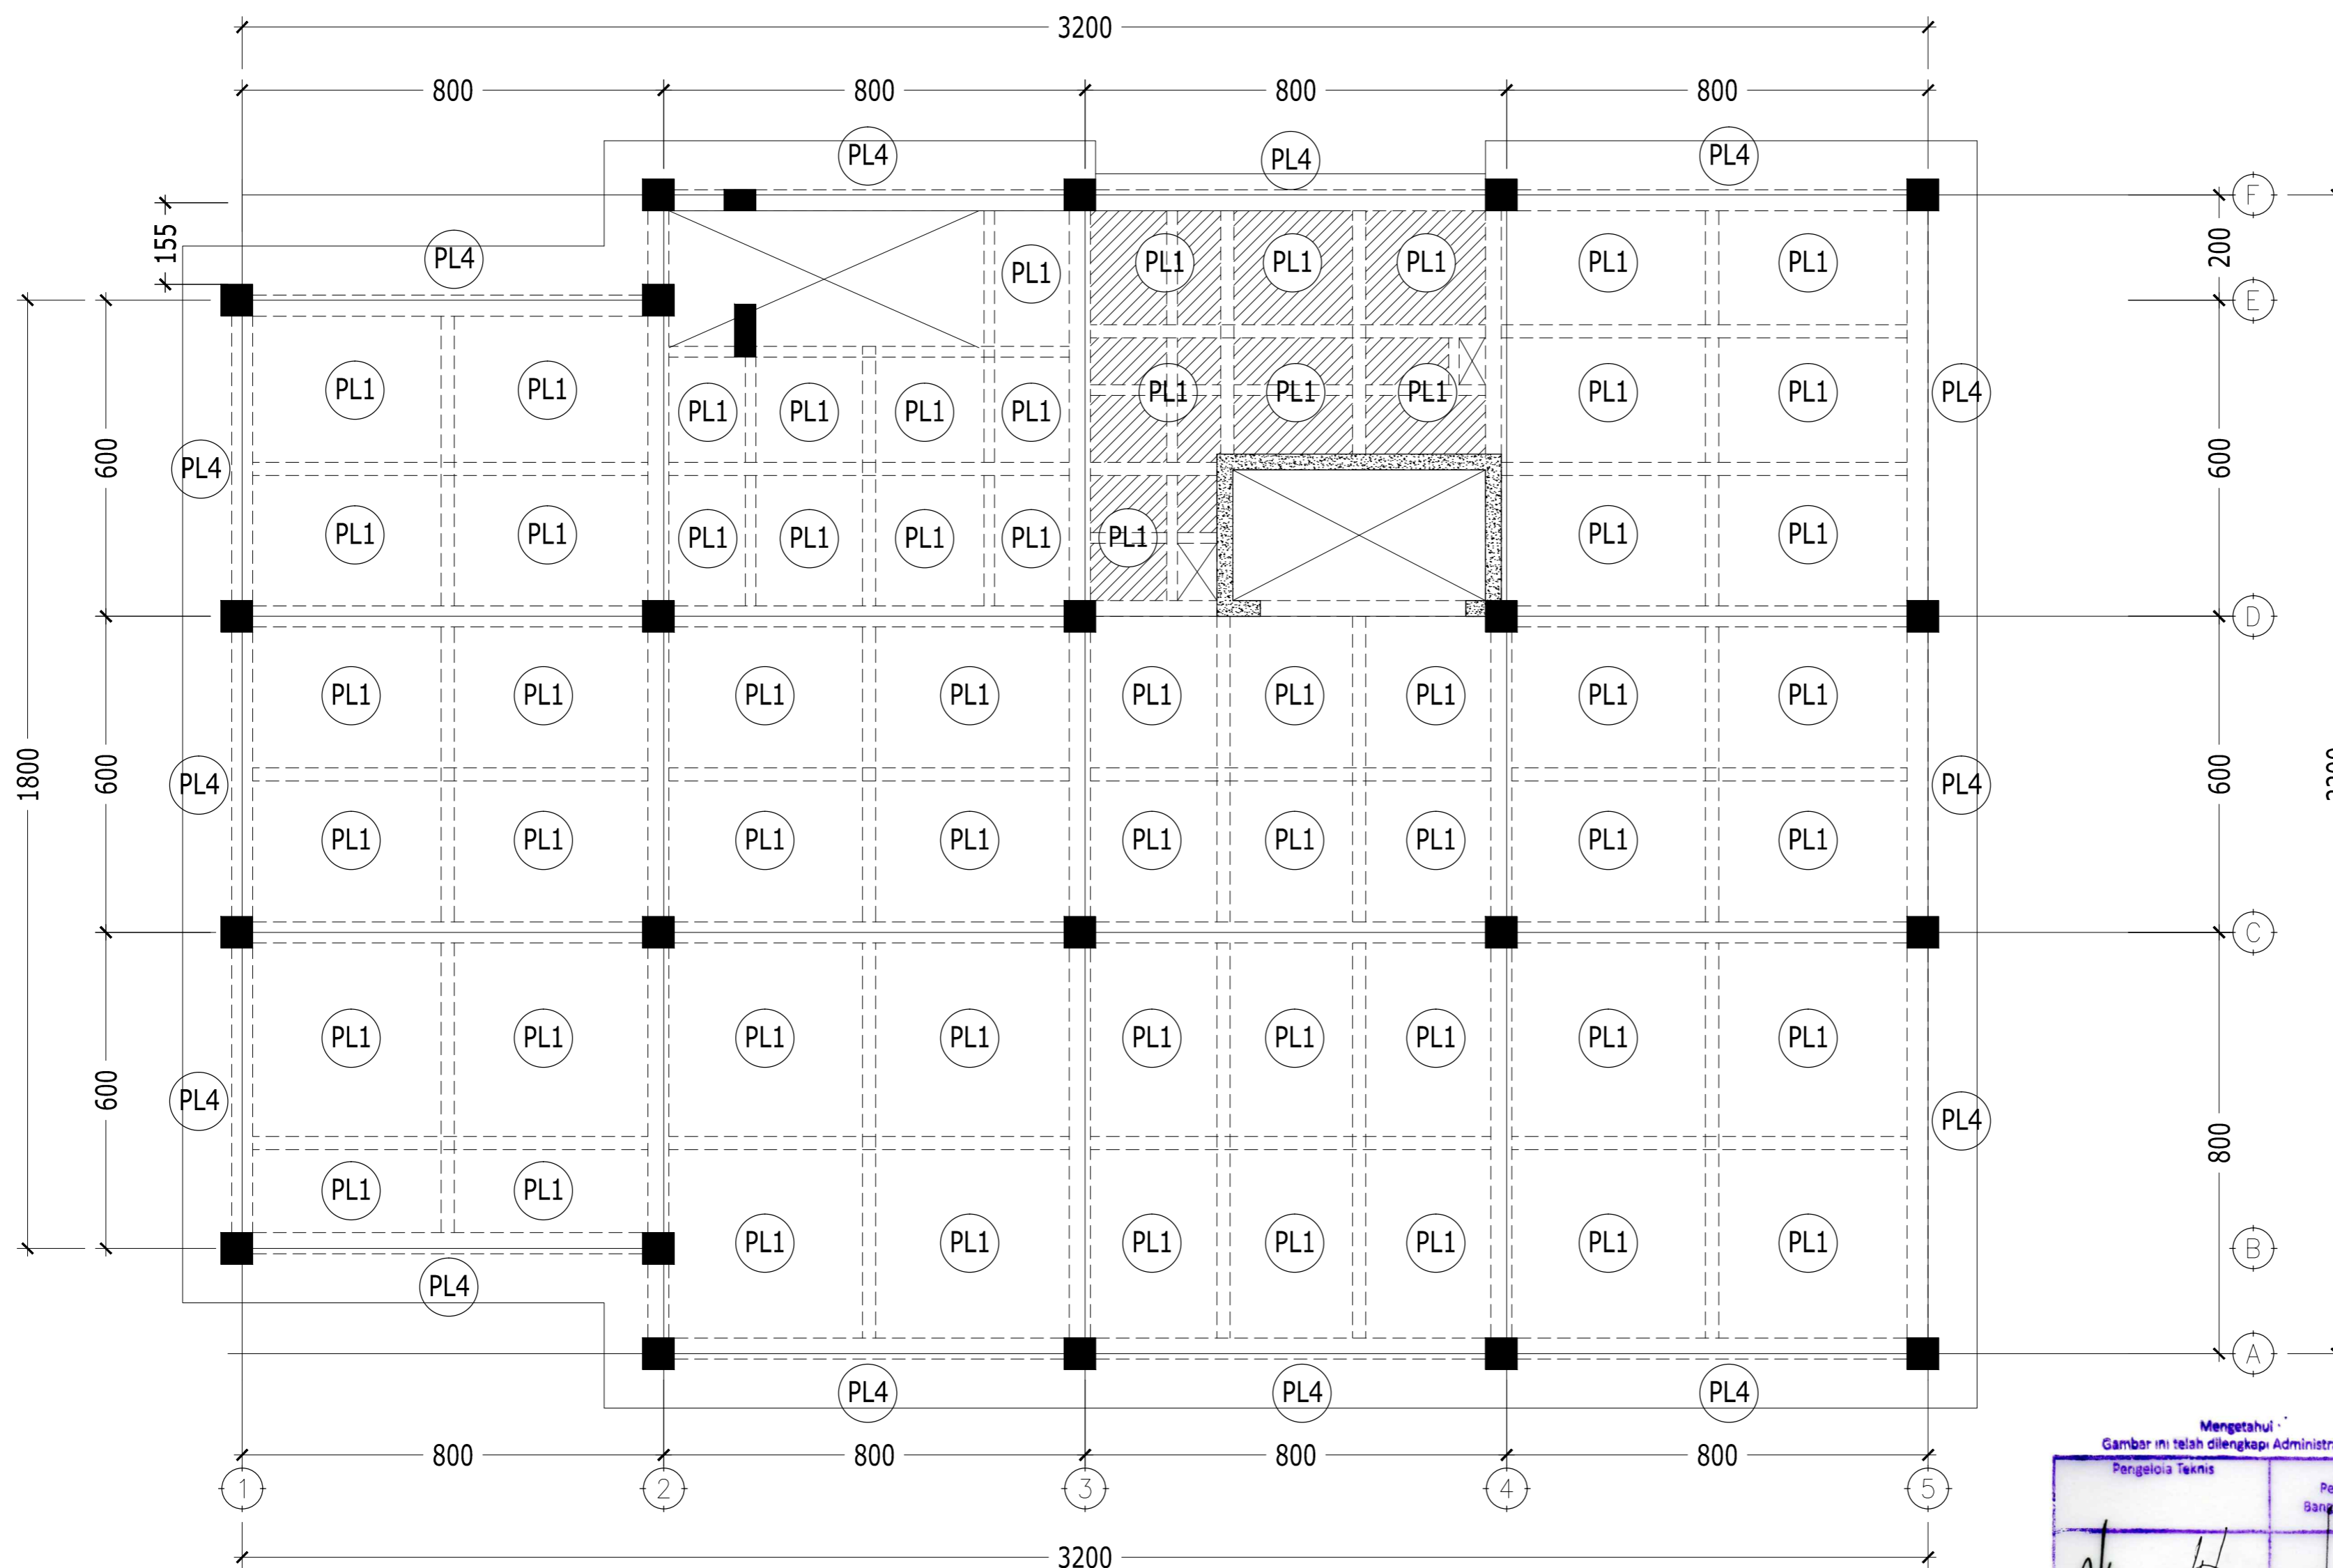 3200
800 800 800 800
PL4 PL4 PL4
F
155
PL4
200
PL1 PL1 PL1 PL1 PL1 PL1
E
PL1 PL1 PL1 PL1 PL1 PL1 PL1 PL1 PL4
PL1 PL1 PL1 PL1
600 PL4 600
PL1 PL1 PL1 PL1 PL1 PL1 PL1 PL1 PL1
D
PL1 PL1 PL1 PL1 PL1 PL1 PL1 PL1 PL1
1800 600 PL4 PL4 600
PL1 PL1 PL1 PL1 PL1 PL1 PL1 PL1 PL1
C
PL1 PL1 PL1 PL1 PL1 PL1 PL1 PL1 PL1
600 PL4 PL4 800
PL1 PL1
PL1 PL1 PL1 PL1 PL1 PL1 PL1
B
PL4
A
PL4 PL4 PL4
Mengetahui
Gambar ini telah dilengkapi
Pengelola Teknis
800 800 800 800
1 2 3 4 5
3200